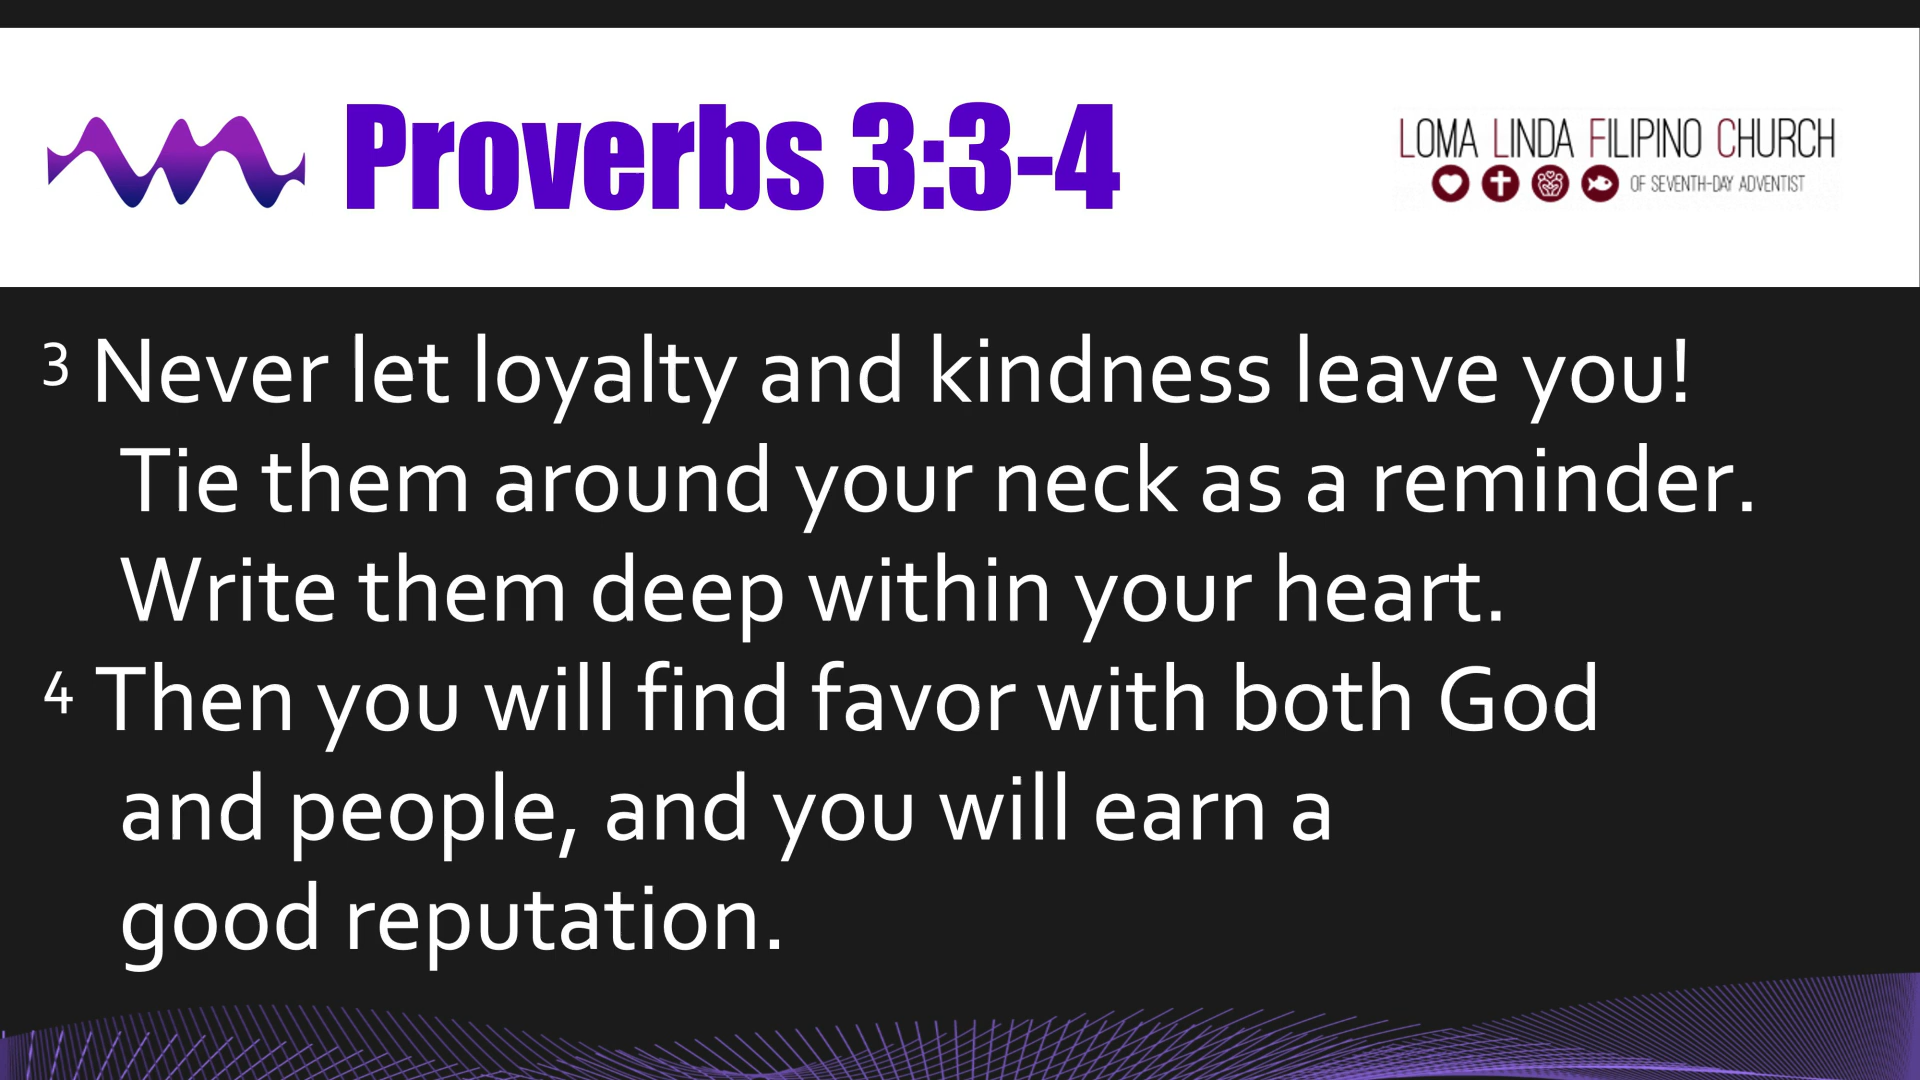 Proverbs 3:3-4
LOMA LINDA FILIPINO CHURCH
OF SEVENTH-DAY ADVENTIST
3 Never let loyalty and kindness leave you!
Tie them around your neck as a reminder.
Write them deep within your heart.
4 Then you will find favor with both God
and people, and you will earn a
good reputation.